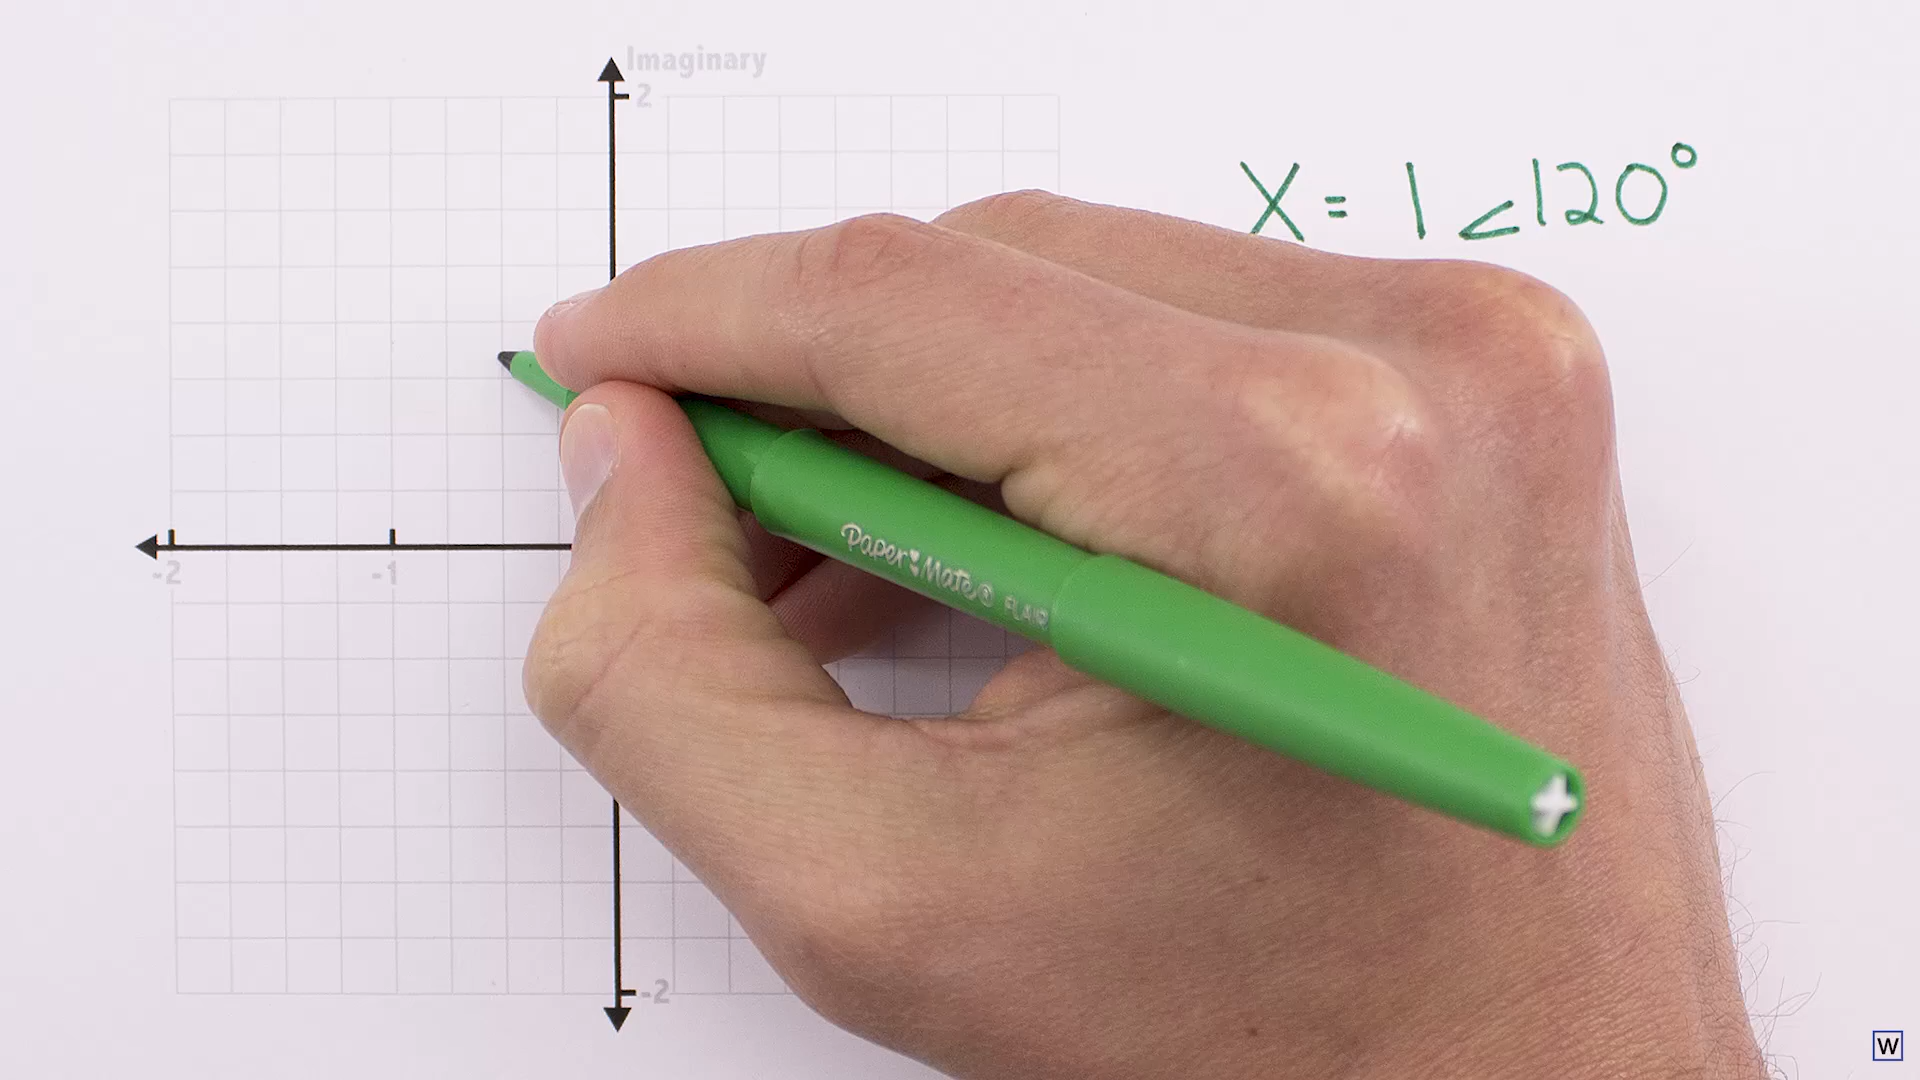 Imaginary
2
X = 1 ∠120°
-2
-1
Paper Mate® FLAIR
-2
W